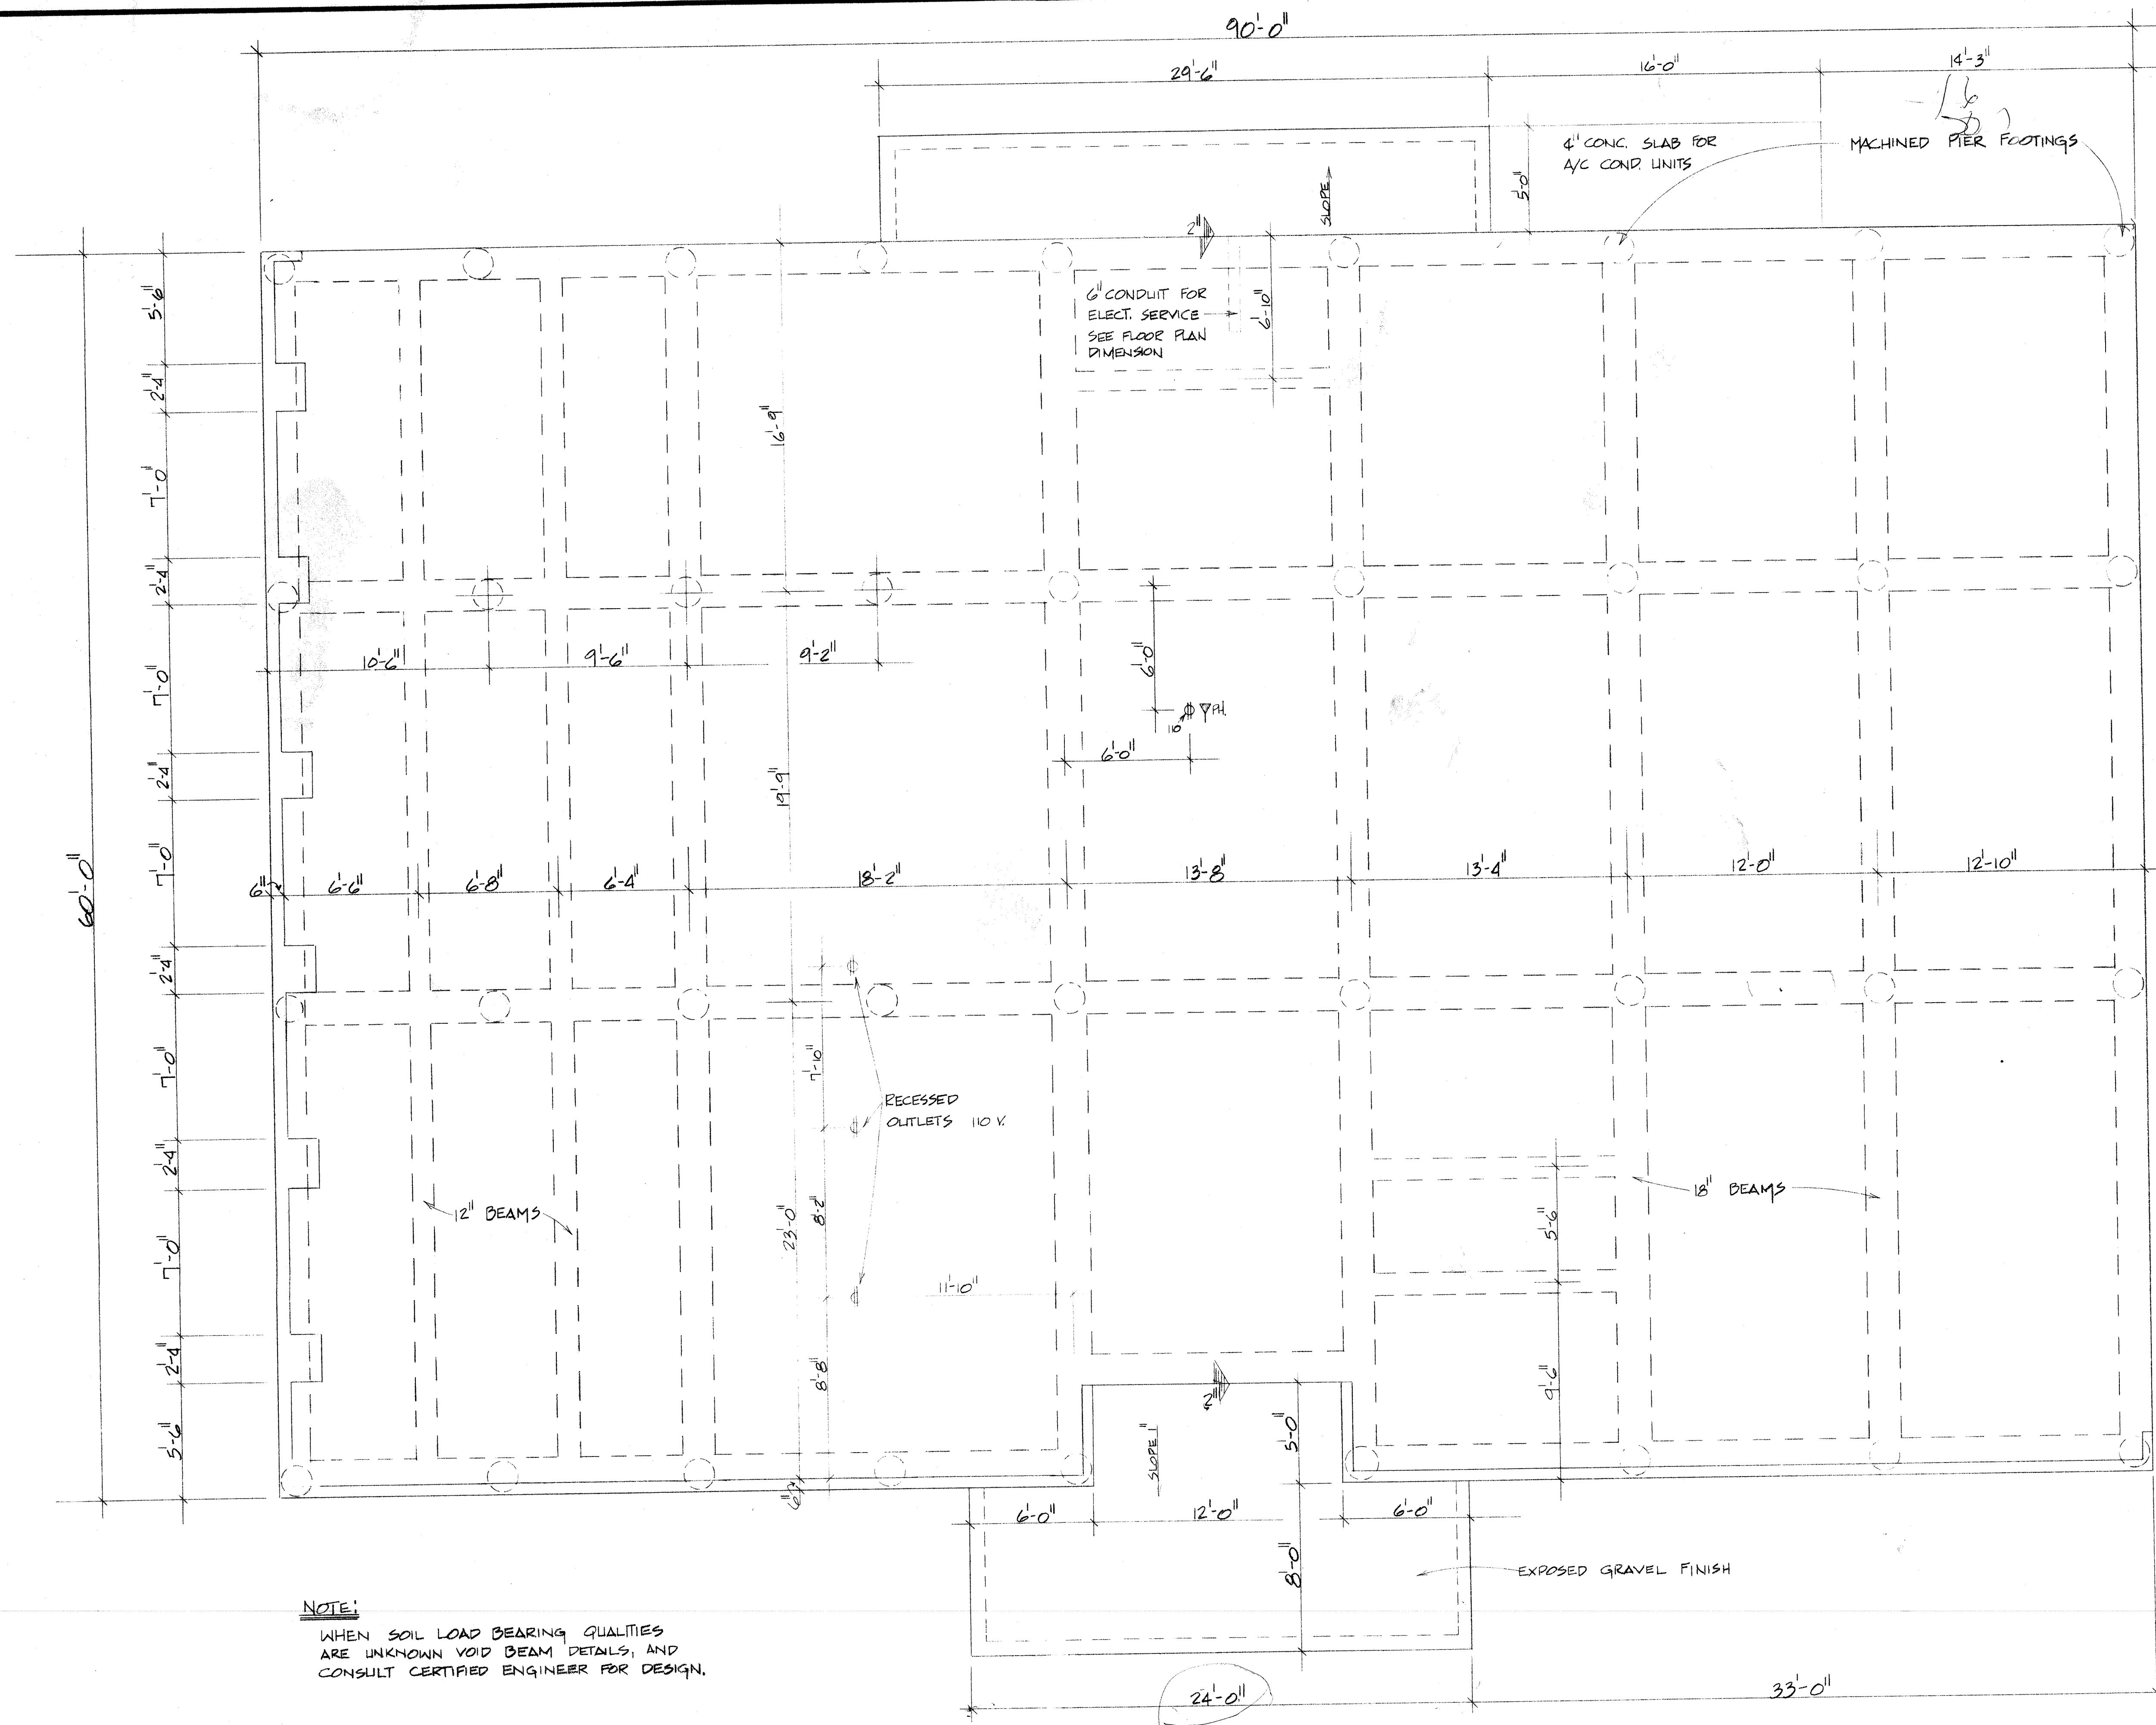 90'-0"
29'-6"
16'-0"
14'-3"
4" CONC. SLAB FOR
A/C COND. UNITS
MACHINED PIER FOOTINGS
5'-0"
SLOPE
2"
6" CONDUIT FOR
ELECT. SERVICE
SEE FLOOR PLAN
DIMENSION
6'-10"
5'-6"
2'-4"
7'-0"
2'-4"
7'-0"
2'-4"
7'-0"
2'-4"
7'-0"
2'-4"
7'-0"
2'-4"
5'-6"
60'-0"
16'-9"
10'-6"
9'-6"
9'-2"
6'-0"
110
PH.
6'-0"
19'-9"
6"
6'-6"
6'-8"
6'-4"
18'-2"
13'-8"
13'-4"
12'-0"
12'-10"
7'-10"
RECESSED
OUTLETS 110 V.
12" BEAMS
18" BEAMS
23'-0"
8'-2"
5'-6"
11'-10"
8'-8"
9'-6"
2"
SLOPE 1"
5'-0"
6"
6'-0"
12'-0"
6'-0"
8'-0"
EXPOSED GRAVEL FINISH
NOTE:
WHEN SOIL LOAD BEARING QUALITIES
ARE UNKNOWN VOID BEAM DETAILS, AND
CONSULT CERTIFIED ENGINEER FOR DESIGN.
24'-0"
33'-0"